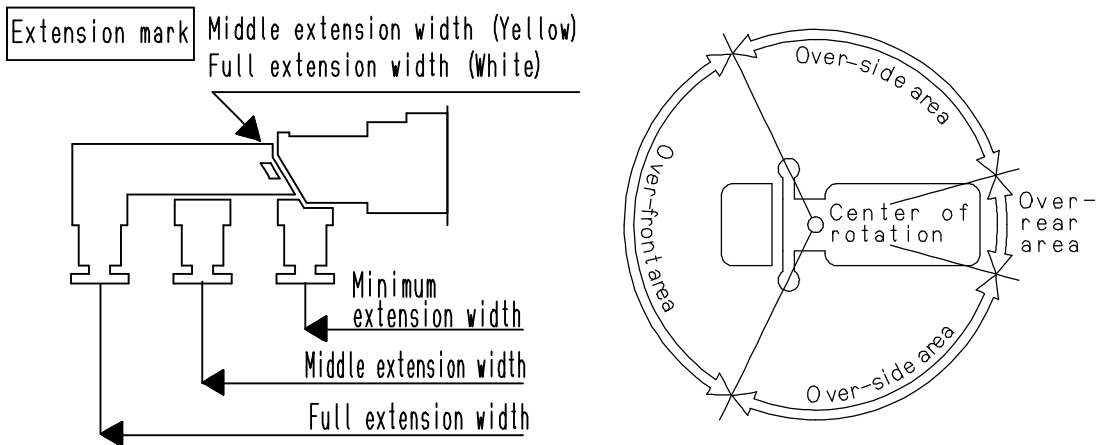 Extension mark
Middle extension width (Yellow)
Full extension width (White)
Minimum
extension width
Middle extension width
Full extension width
Over-side area
Over-front area
Center of
rotation
Over-
rear
area
Over-side area